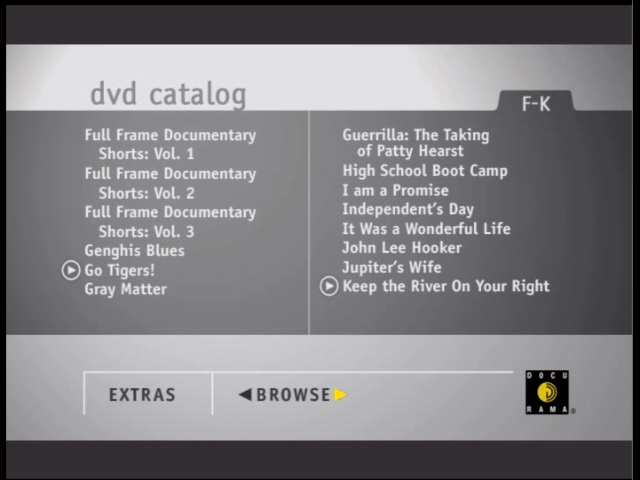 dvd catalog
F-K
Full Frame Documentary
Shorts: Vol. 1
Full Frame Documentary
Shorts: Vol. 2
Full Frame Documentary
Shorts: Vol. 3
Genghis Blues
Go Tigers!
Gray Matter
Guerrilla: The Taking
of Patty Hearst
High School Boot Camp
I am a Promise
Independent's Day
It Was a Wonderful Life
John Lee Hooker
Jupiter's Wife
Keep the River On Your Right
EXTRAS
BROWSE
DOCU
RAMA®